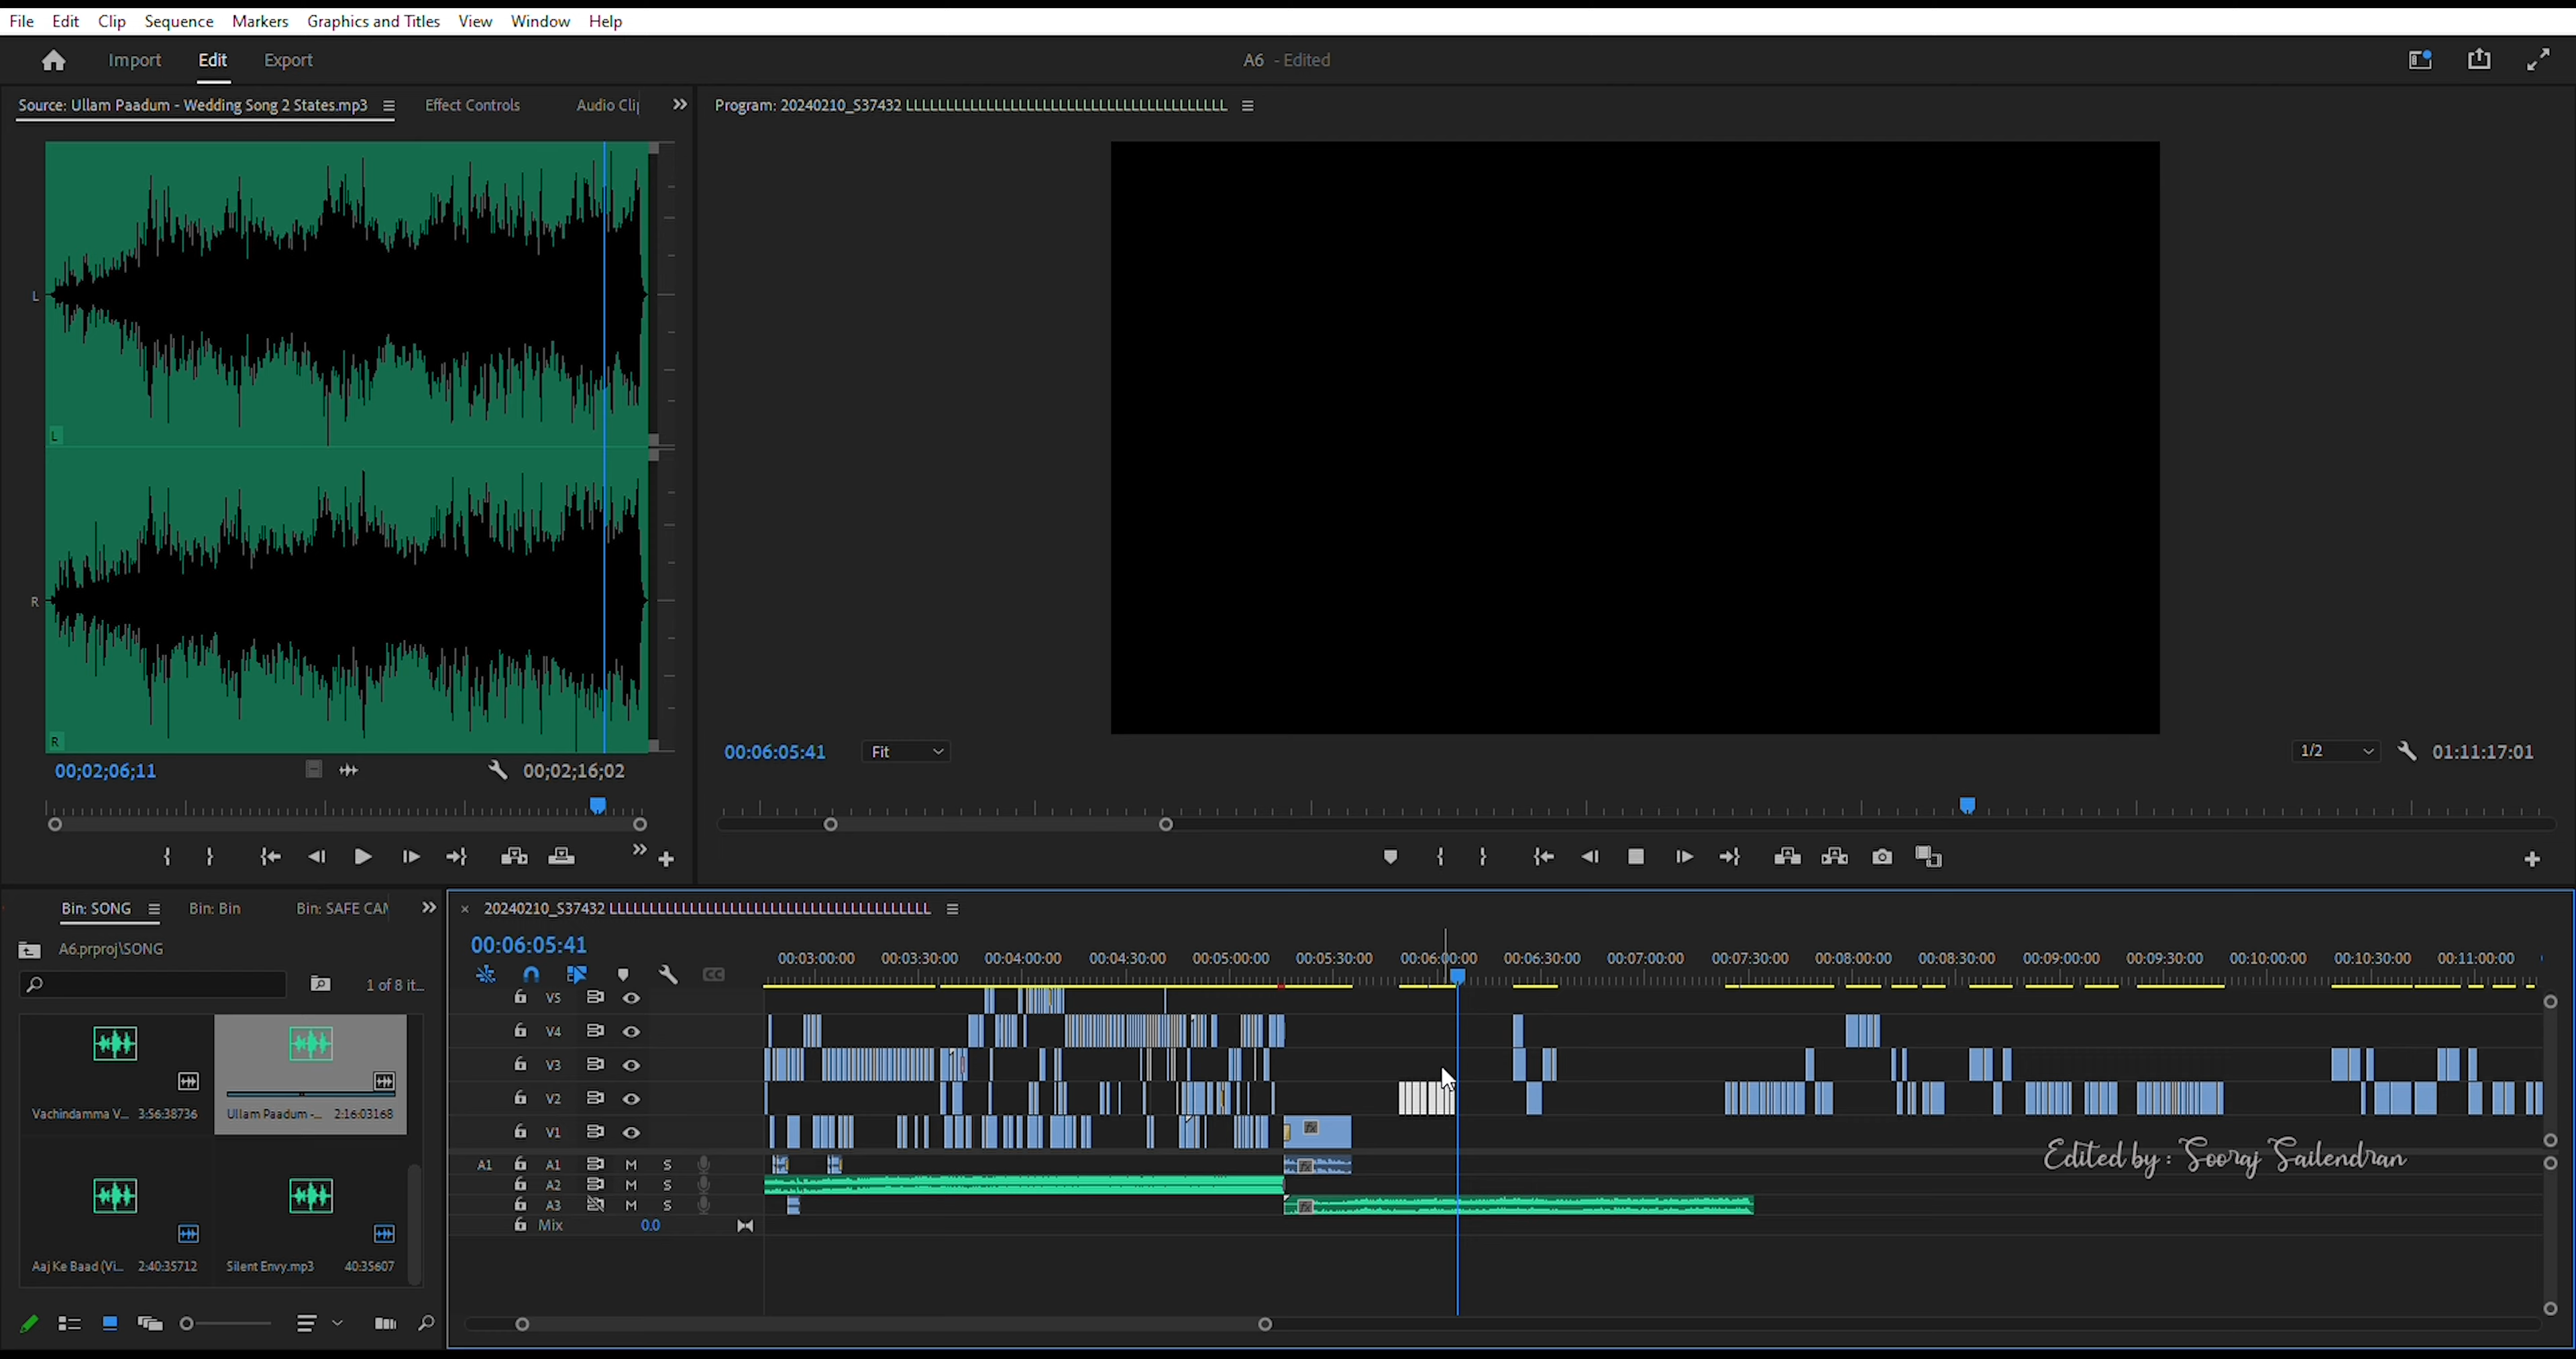 File Edit Clip Sequence Markers Graphics and Titles View Window Help
Import Edit Export A6 - Edited
Source: Ullam Paadum - Wedding Song 2 States.mp3 Effect Controls Audio Cli
Program: 20240210_S37432 LLLLLLLLLLLLLLLLLLLLLLLLLLLLLLLLLLLLLLLL
L
L
R
R
00;02;06;11 00;02;16;02
00:06:05:41 Fit 1/2 01:11:17:01
Bin: SONG Bin: Bin Bin: SAFE CAM
A6.prproj\SONG
1 of 8 it...
Vachindamma V... 3:56:38736
Ullam Paadum -... 2:16:03168
Aaj Ke Baad (Vi... 2:40:35712
Silent Envy.mp3 40:35607
20240210_S37432 LLLLLLLLLLLLLLLLLLLLLLLLLLLLLLLLLLLLLLLL
00:06:05:41
00:03:00:00 00:03:30:00 00:04:00:00 00:04:30:00 00:05:00:00 00:05:30:00 00:06:00:00 00:06:30:00 00:07:00:00 00:07:30:00 00:08:00:00 00:08:30:00 00:09:00:00 00:09:30:00 00:10:00:00 00:10:30:00 00:11:00:00
CC
V5
V4
V3
V2
V1 fx
A1 A1 M S fx
A2 M S
A3 M S fx
Mix 0.0
Edited by : Sooraj Sailendran